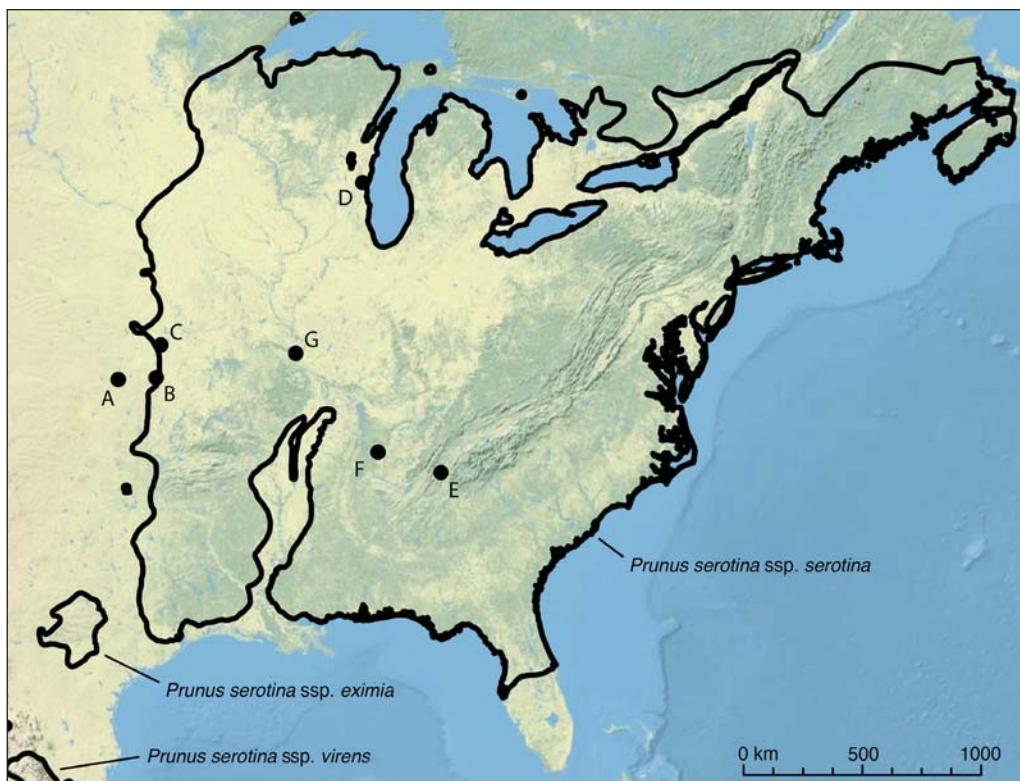 D
C
G
A
B
F
E
Prunus serotina ssp. serotina
Prunus serotina ssp. eximia
Prunus serotina ssp. virens
0 km 500 1000